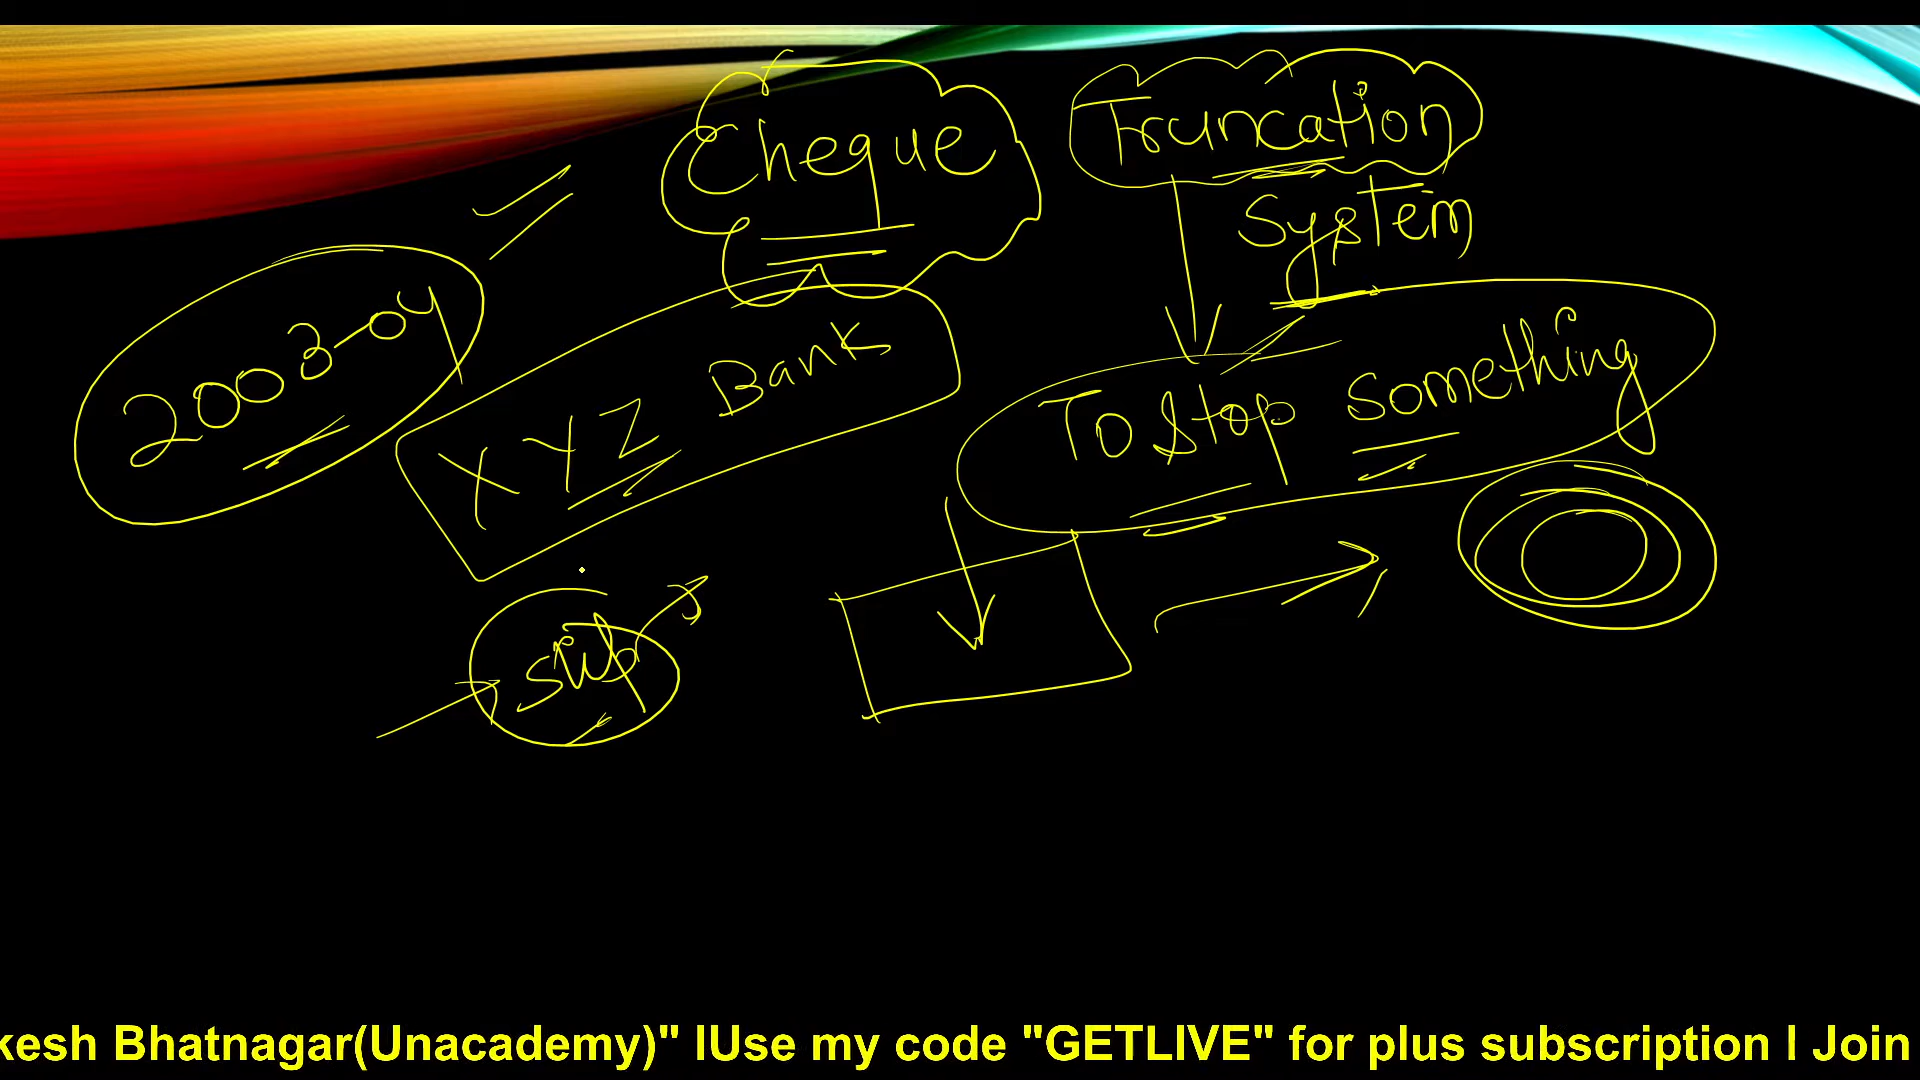 Cheque Truncation
System
2003-04
XYZ Bank
To Stop Something
slip
kesh Bhatnagar(Unacademy)" lUse my code "GETLIVE" for plus subscription l Join